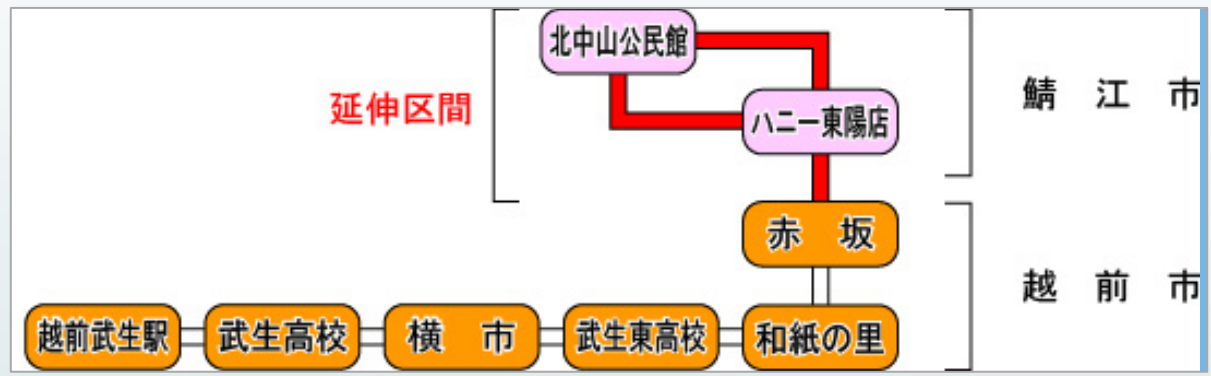 北中山公民館
延伸区間
ハニー東陽店
鯖江市
赤坂
越前市
越前武生駅
武生高校
横市
武生東高校
和紙の里